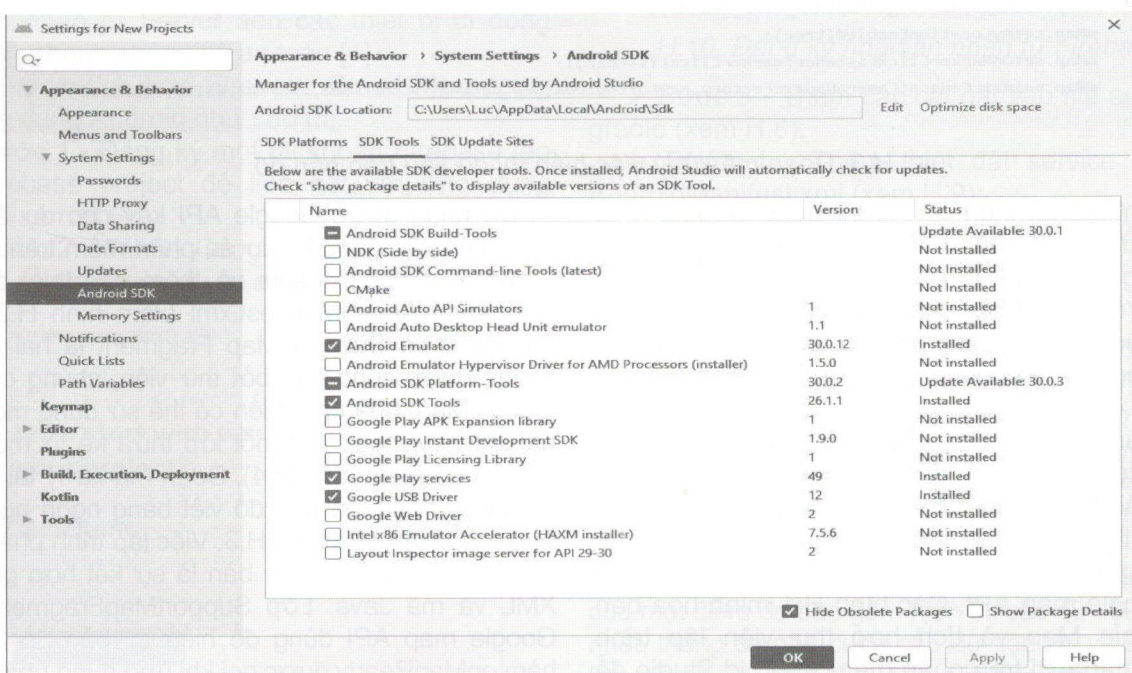 Settings for New Projects
Appearance & Behavior
Appearance
Menus and Toolbars
System Settings
Passwords
HTTP Proxy
Data Sharing
Date Formats
Updates
Android SDK
Memory Settings
Notifications
Quick Lists
Path Variables
Keymap
Editor
Plugins
Build, Execution, Deployment
Kotlin
Tools
Appearance & Behavior > System Settings > Android SDK
Manager for the Android SDK and Tools used by Android Studio
Android SDK Location: C:\Users\Luc\AppData\Local\Android\Sdk Edit Optimize disk space
SDK Platforms SDK Tools SDK Update Sites
Below are the available SDK developer tools. Once installed, Android Studio will automatically check for updates.
Check "show package details" to display available versions of an SDK Tool.
Name Version Status
Android SDK Build-Tools Update Available: 30.0.1
NDK (Side by side) Not Installed
Android SDK Command-line Tools (latest) Not Installed
CMake Not Installed
Android Auto API Simulators 1 Not installed
Android Auto Desktop Head Unit emulator 1.1 Not installed
Android Emulator 30.0.12 Installed
Android Emulator Hypervisor Driver for AMD Processors (installer) 1.5.0 Not installed
Android SDK Platform-Tools 30.0.2 Update Available: 30.0.3
Android SDK Tools 26.1.1 Installed
Google Play APK Expansion library 1 Not installed
Google Play Instant Development SDK 1.9.0 Not installed
Google Play Licensing Library 1 Not installed
Google Play services 49 Installed
Google USB Driver 12 Installed
Google Web Driver 2 Not installed
Intel x86 Emulator Accelerator (HAXM installer) 7.5.6 Not installed
Layout Inspector image server for API 29-30 2 Not installed
Hide Obsolete Packages Show Package Details
OK Cancel Apply Help